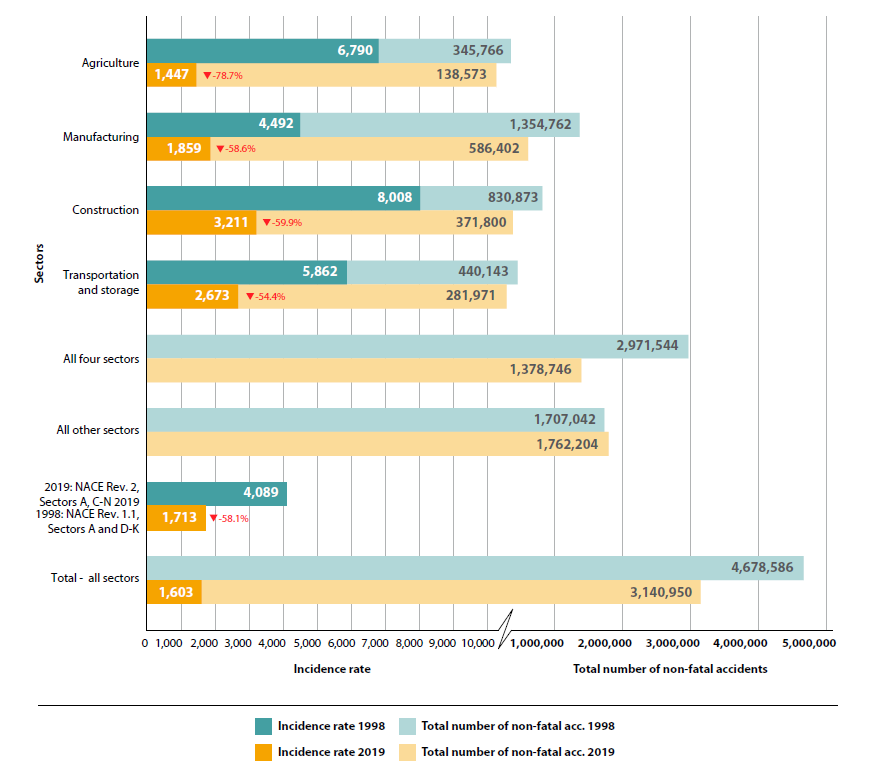 6,790 345,766
Agriculture
1,447 ▼-78.7% 138,573
4,492 1,354,762
Manufacturing
1,859 ▼-58.6% 586,402
8,008 830,873
Construction
3,211 ▼-59.9% 371,800
Sectors
5,862 440,143
Transportation
and storage
2,673 ▼-54.4% 281,971
2,971,544
All four sectors
1,378,746
1,707,042
All other sectors
1,762,204
2019: NACE Rev. 2,
Sectors A, C-N 2019
1998: NACE Rev. 1.1,
Sectors A and D-K
4,089
1,713 ▼-58.1%
4,678,586
Total - all sectors
1,603 3,140,950
0 1,000 2,000 3,000 4,000 5,000 6,000 7,000 8,000 9,000 10,000 1,000,000 2,000,000 3,000,000 4,000,000 5,000,000
Incidence rate Total number of non-fatal accidents
Incidence rate 1998 Total number of non-fatal acc. 1998
Incidence rate 2019 Total number of non-fatal acc. 2019